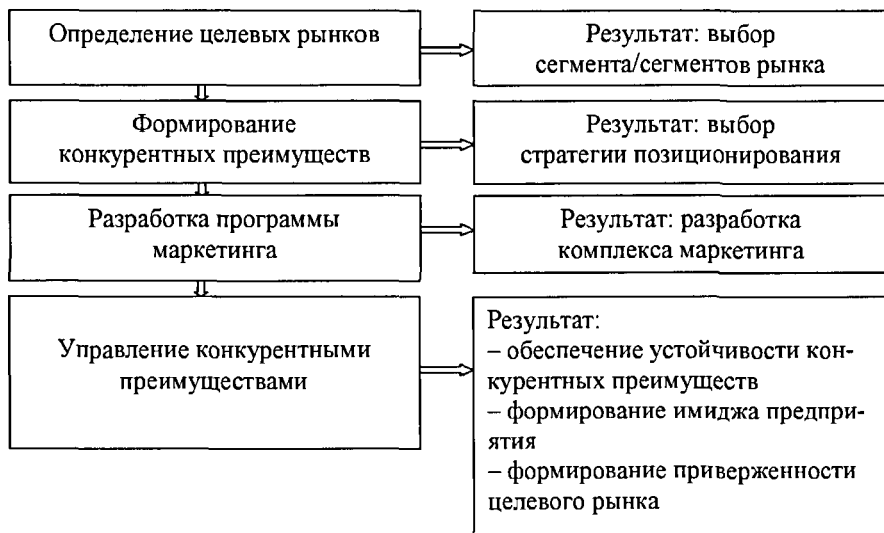 Определение целевых рынков
Результат: выбор
сегмента/сегментов рынка
Формирование
конкурентных преимуществ
Результат: выбор
стратегии позиционирования
Разработка программы
маркетинга
Результат: разработка
комплекса маркетинга
Управление конкурентными
преимуществами
Результат:
– обеспечение устойчивости кон-
курентных преимуществ
– формирование имиджа предпри-
ятия
– формирование приверженности
целевого рынка